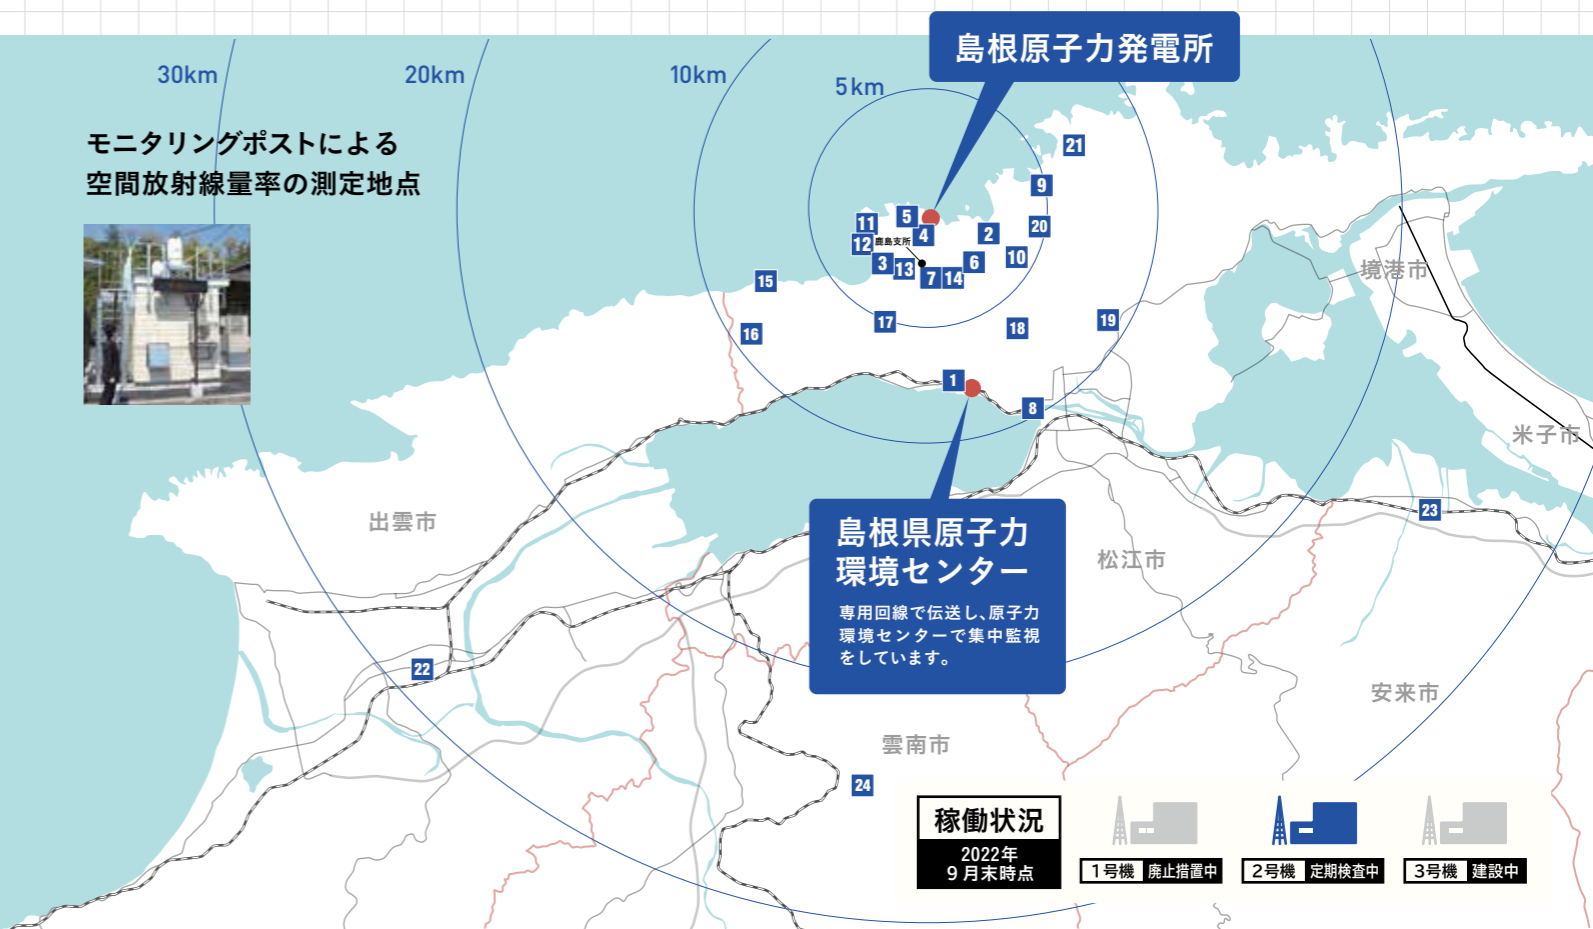 島根原子力発電所
30km
20km
10km
5km
モニタリングポストによる
空間放射線量率の測定地点
21
9
5
11
20
4
2
12
鹿島支所
10
3
13
6
7
14
15
境港市
17
18
19
16
1
8
米子市
23
出雲市
島根県原子力
環境センター
専用回線で伝送し、原子力
環境センターで集中監視
をしています。
松江市
22
安来市
雲南市
24
稼働状況
2022年
9月末時点
1号機 廃止措置中
2号機 定期検査中
3号機 建設中